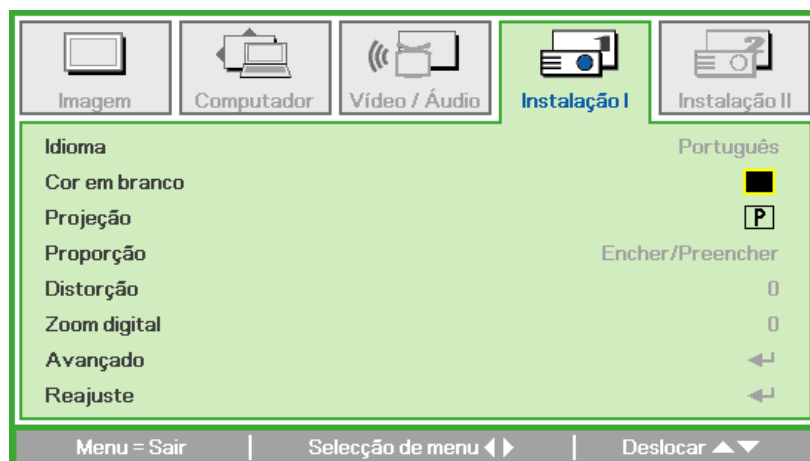 Imagem Computador Vídeo / Áudio Instalação I Instalação II
Idioma Português
Cor em branco
Projeção P
Proporção Encher/Preencher
Distorção 0
Zoom digital 0
Avançado
Reajuste
Menu = Sair Selecção de menu Deslocar